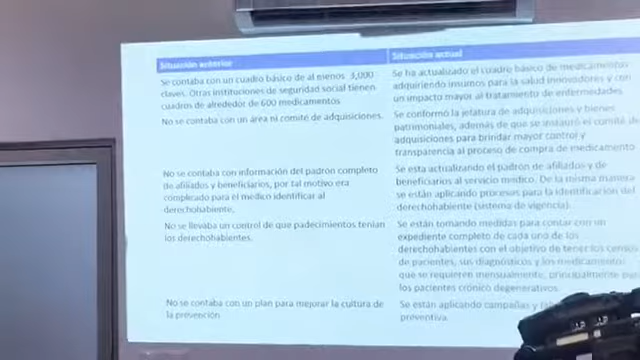 Situación anterior
Se contaba con un cuadro básico de al menos 3,000
claves. Otras instituciones de seguridad social tienen
cuadros de alrededor de 600 medicamentos
No se contaba con un área ni comité de adquisiciones.
No se contaba con información del padrón completo
de afiliados y beneficiarios, por tal motivo era
complicado para el médico identificar al
derechohabiente.
No se llevaba un control de que padecimientos tenían
los derechohabientes.
No se contaba con un plan para mejorar la cultura de
la prevención
Situación actual
Se ha actualizado el cuadro básico de medicamentos
adquiriendo insumos para la salud innovadores y con
un impacto mayor al tratamiento de enfermedades.
Se conformó la jefatura de adquisiciones y bienes
patrimoniales, además de que se instauró el comité de
adquisiciones para brindar mayor control y
transparencia al proceso de compra de medicamento
Se esta actualizando el padrón de afiliados y de
beneficiarios al servicio medico. De la misma manera
se están aplicando procesos para la identificación del
derechohabiente (sistema de vigencia).
Se están tomando medidas para contar con un
expediente completo de cada uno de los
derechohabientes con el objetivo de tener los censos
de pacientes, sus diagnósticos y los medicamentos
que se requieren mensualmente, principalmente
los pacientes crónico degenerativos.
Se están aplicando campañas y
preventiva.